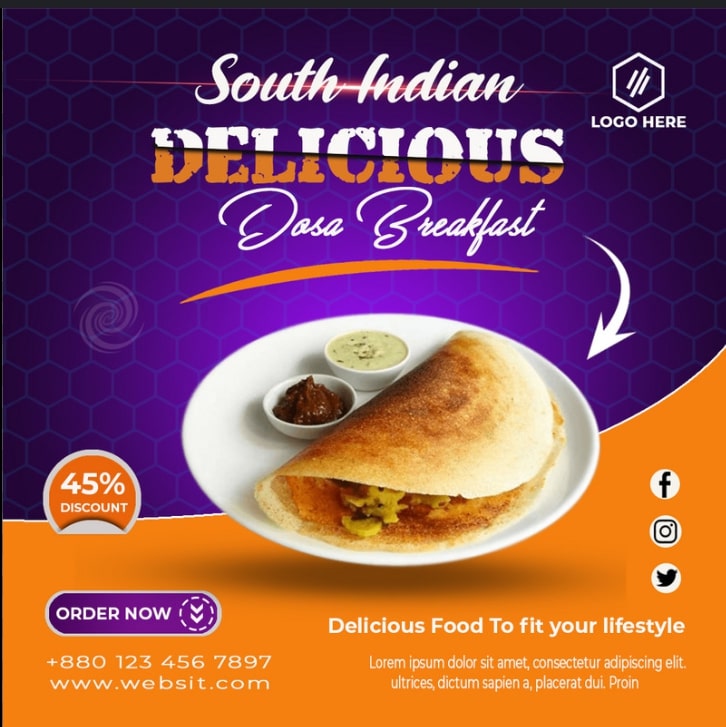 South Indian
LOGO HERE
DELICIOUS
Dosa Breakfast
45%
DISCOUNT
ORDER NOW
+880 123 456 7897
www.websit.com
Delicious Food To fit your lifestyle
Lorem ipsum dolor sit amet, consectetur adipiscing elit.
ultrices, dictum sapien a, placerat dui. Proin